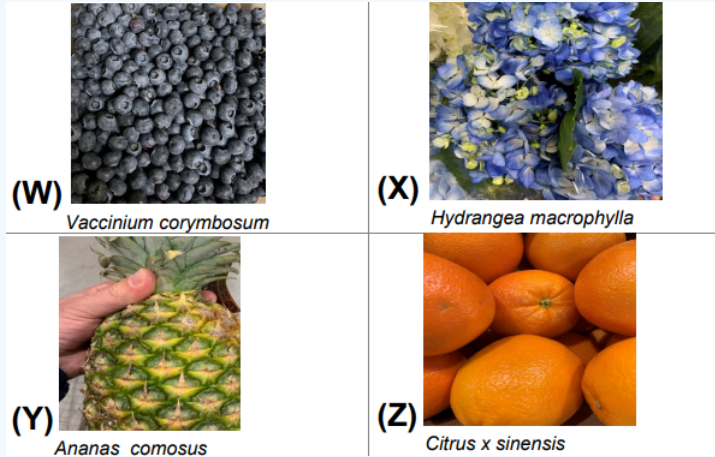 (W)
Vaccinium corymbosum
(X)
Hydrangea macrophylla
(Y)
Ananas comosus
(Z)
Citrus x sinensis